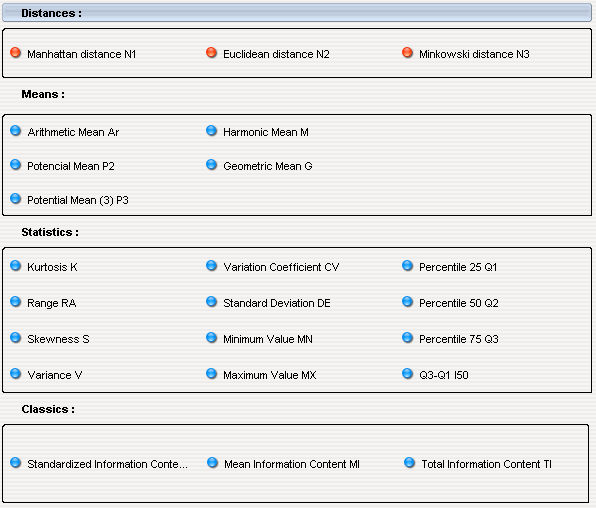 Distances :
Manhattan distance N1 Euclidean distance N2 Minkowski distance N3
Means :
Arithmetic Mean Ar Harmonic Mean M
Potencial Mean P2 Geometric Mean G
Potential Mean (3) P3
Statistics :
Kurtosis K Variation Coefficient CV Percentile 25 Q1
Range RA Standard Deviation DE Percentile 50 Q2
Skewness S Minimum Value MN Percentile 75 Q3
Variance V Maximum Value MX Q3-Q1 I50
Classics :
Standardized Information Conte... Mean Information Content MI Total Information Content TI